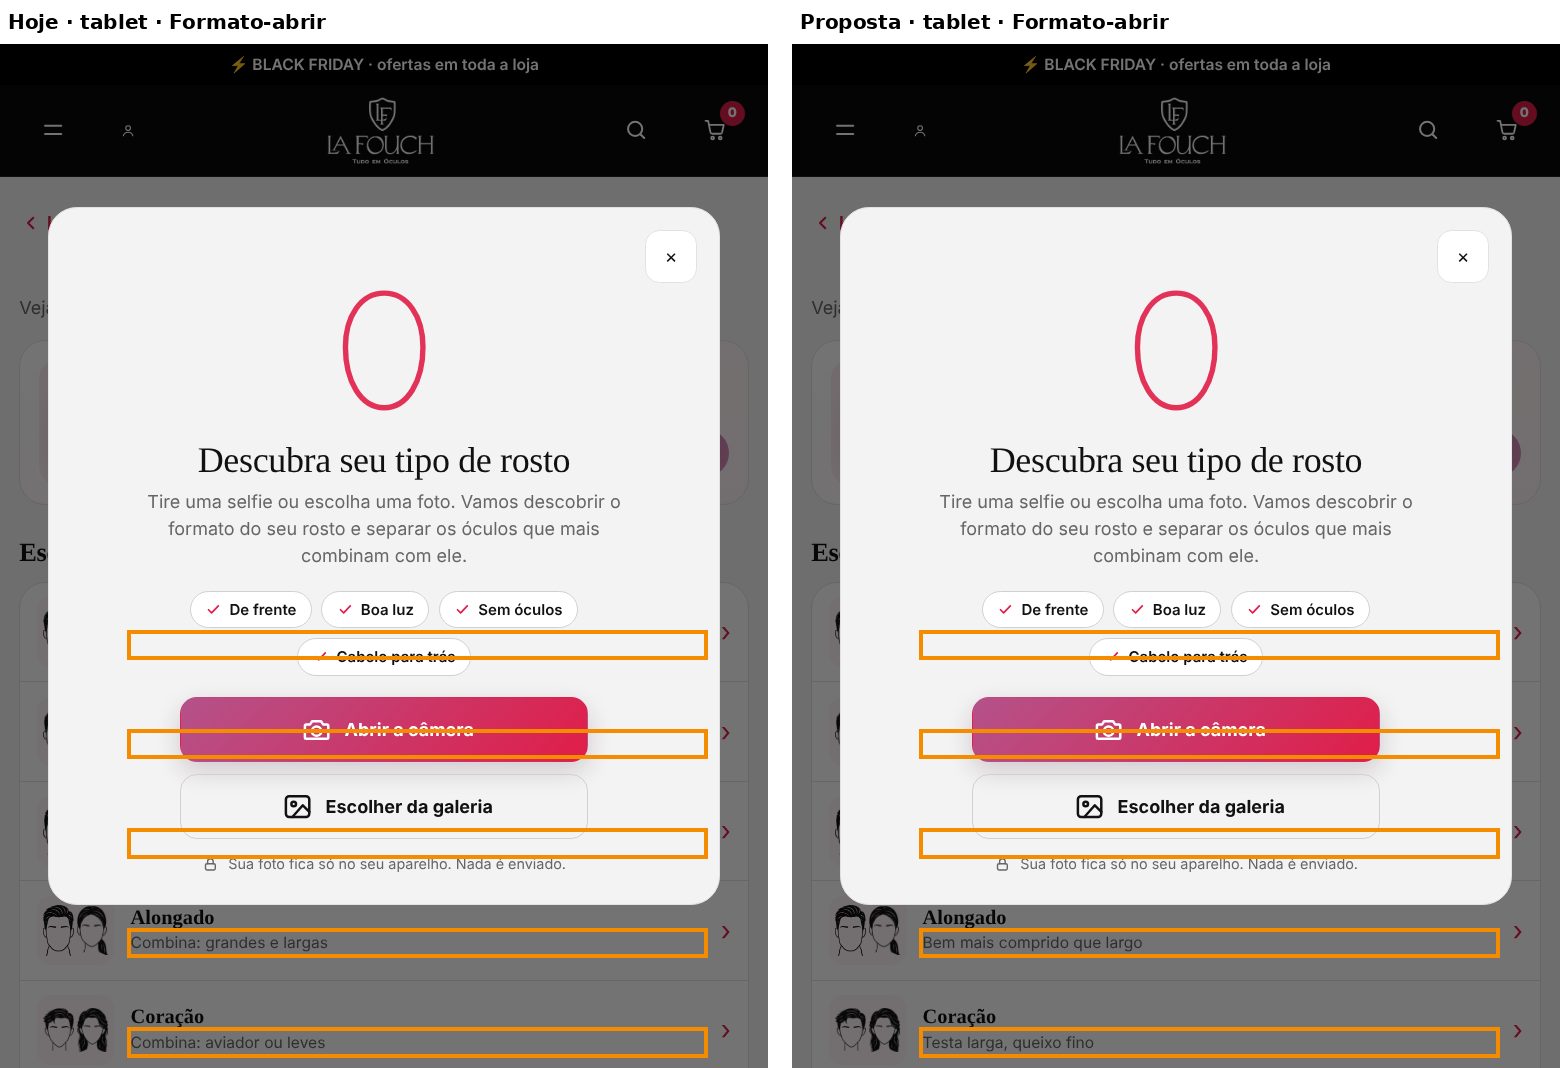 Hoje · tablet · Formato-abrir
⚡ BLACK FRIDAY · ofertas em toda a loja
LF
LA FOUCH
TUDO EM ÓCULOS
0
×
Descubra seu tipo de rosto
Veja
Tire uma selfie ou escolha uma foto. Vamos descobrir o
formato do seu rosto e separar os óculos que mais
combinam com ele.
Es
De frente
Boa luz
Sem óculos
Cabelo para trás
Abrir a câmera
Escolher da galeria
Sua foto fica só no seu aparelho. Nada é enviado.
Alongado
Combina: grandes e largas
Coração
Combina: aviador ou leves
Proposta · tablet · Formato-abrir
⚡ BLACK FRIDAY · ofertas em toda a loja
LF
LA FOUCH
TUDO EM ÓCULOS
0
×
Descubra seu tipo de rosto
Veja
Tire uma selfie ou escolha uma foto. Vamos descobrir o
formato do seu rosto e separar os óculos que mais
combinam com ele.
Es
De frente
Boa luz
Sem óculos
Cabelo para trás
Abrir a câmera
Escolher da galeria
Sua foto fica só no seu aparelho. Nada é enviado.
Alongado
Bem mais comprido que largo
Coração
Testa larga, queixo fino